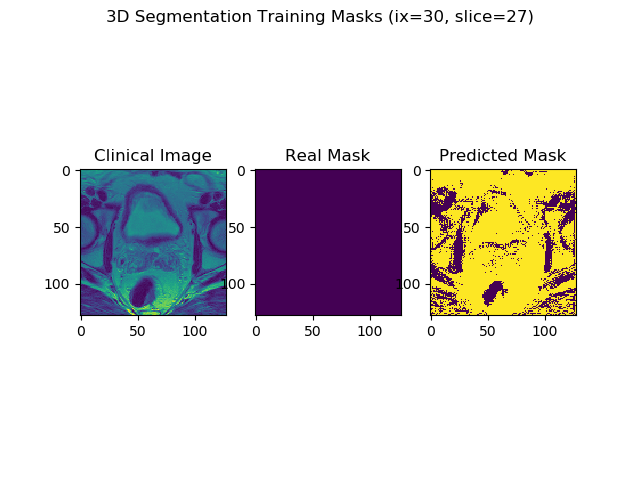 3D Segmentation Training Masks (ix=30, slice=27)
Clinical Image Real Mask Predicted Mask
0 0 0
50 50 50
100 100 100
0 50 100 0 50 100 0 50 100